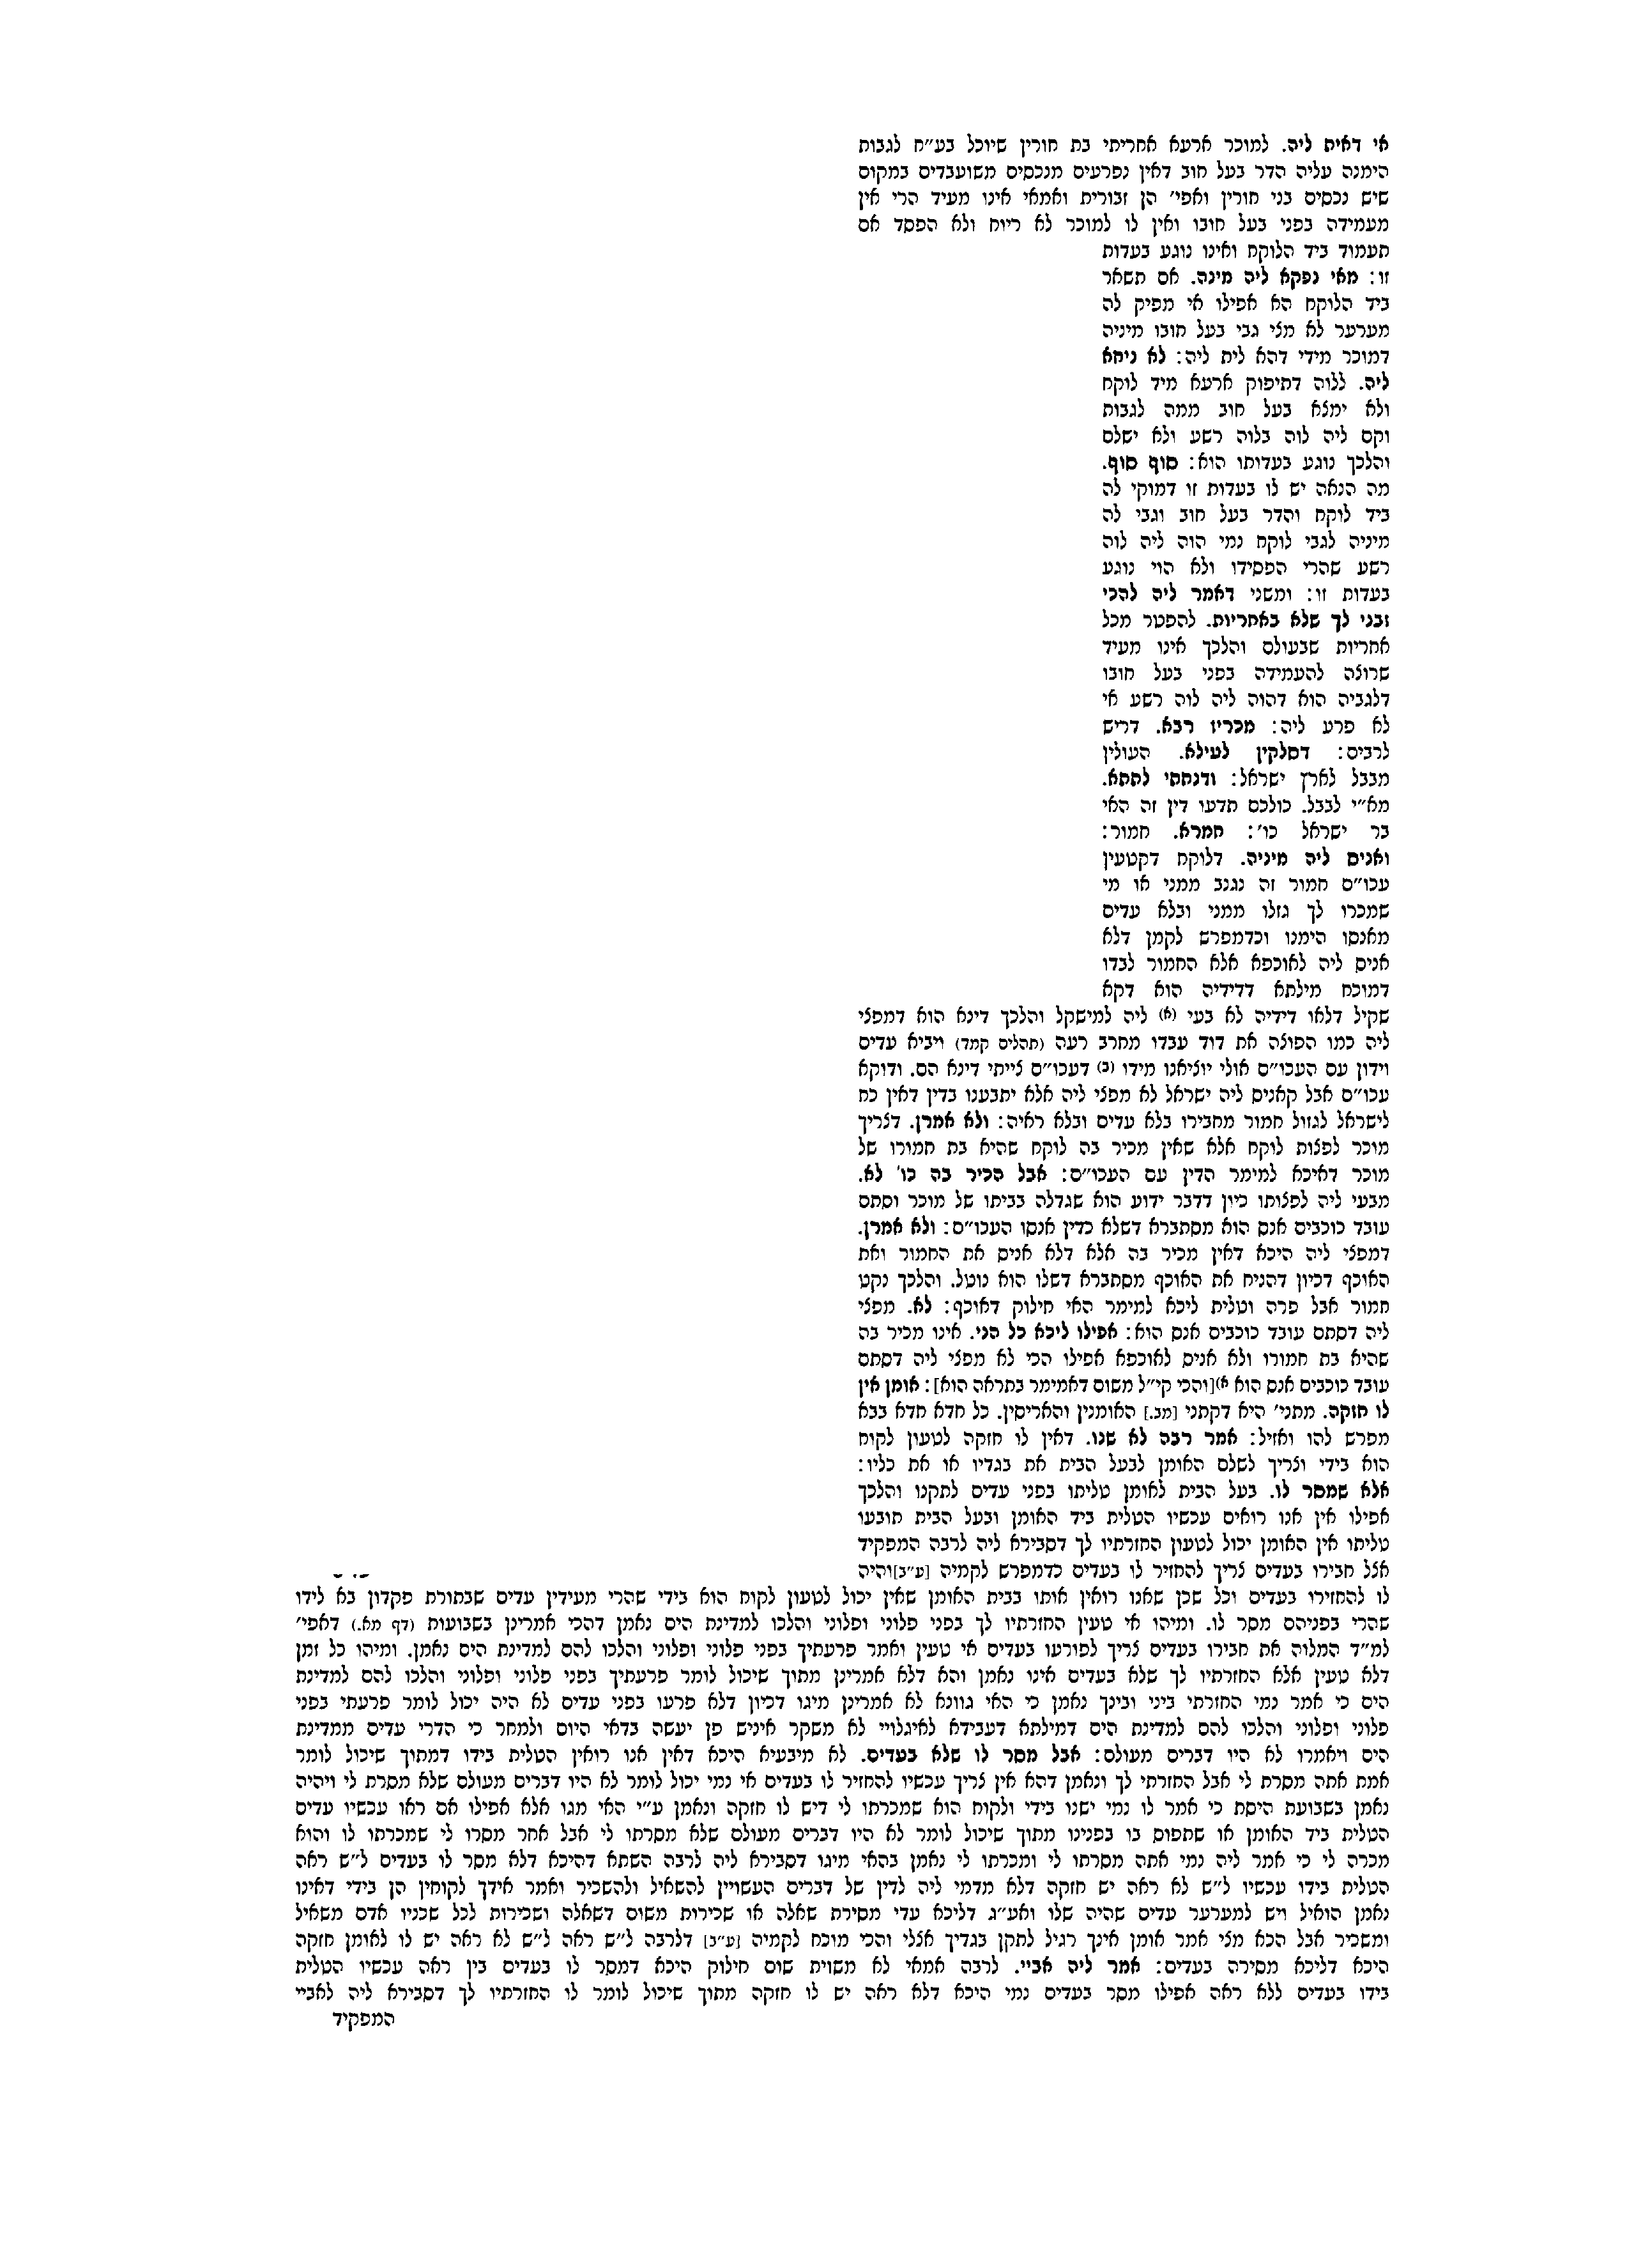 אי דאית ליה. למוכר ארעא אחריתי בת חורין שיוכל בע״ח לגבות
הימנה עליה הדר בעל חוב דאין נפרעים מנכסים משועבדים במקום
שיש נכסים בני חורין ואפי׳ הן זבורית ואמאי אינו מעיד הרי אין
מעמידה בפני בעל חובו ואין לו למוכר לא ריוח ולא הפסד אם
תעמוד ביד הלוקח ואינו נוגע בעדות
זו: מאי נפקא ליה מינה. אם תשאר
ביד הלוקח הא אפילו אי מפיק לה
מערער לא מצי גבי בעל חובו מיניה
דמוכר מידי דהא לית ליה: לא ניחא
ליה. ללוה דתיפוק ארעא מיד לוקח
ולא ימצא בעל חוב ממה לגבות
וקם ליה לוה בלוה רשע ולא ישלם
והלכך נוגע בעדותו הוא: סוף סוף.
מה הנאה יש לו בעדות זו דמוקי לה
ביד לוקח והדר בעל חוב וגבי לה
מיניה לגבי לוקח נמי הוה ליה לוה
רשע שהרי הפסידו ולא הוי נוגע
בעדות זו: ומשני דאמר ליה להכי
זבני לך שלא באחריות. להפטר מכל
אחריות שבעולם והלכך אינו מעיד
שרוצה להעמידה בפני בעל חובו
דלגביה הוא דהוה ליה לוה רשע אי
לא פרע ליה: מכריז רבא. דריש
לרבים: דסלקין לעילא. העולין
מבבל לארץ ישראל: ודנחתי לתתא.
מא״י לבבל. כולכם תדעו דין זה האי
בר ישראל כו׳: חמרא. חמור:
ואניס ליה מיניה. דלוקח דקטעין
עכו״ם חמור זה נגנב ממני או מי
שמכרו לך גזלו ממני ובלא עדים
מאנסו הימנו וכדמפרש לקמן דלא
אניס ליה לאוכפא אלא החמור לבדו
דמוכח מילתא דדידיה הוא דקא
שקיל דלאו דידיה לא בעי (א) ליה למישקל והלכך דינא הוא דמפצי
ליה כמו הפוצה את דוד עבדו מחרב רעה (תהלים קמד) ויביא עדים
וידון עם העכו״ם אולי יוציאנו מידו (ב) דעכו״ם צייתי דינא הם. ודוקא
עכו״ם אבל קאניס ליה ישראל לא מפצי ליה אלא יתבענו בדין דאין כח
לישראל לגזול חמור מחבירו בלא עדים ובלא ראיה: ולא אמרן. דצריך
מוכר לפצות לוקח אלא שאין מכיר בה לוקח שהיא בת חמורו של
מוכר דאיכא למימר הדין עם העכו״ם: אבל הכיר בה כו׳ לא.
מבעי ליה לפצותו כיון דדבר ידוע הוא שגדלה בביתו של מוכר וסתם
עובד כוכבים אנס הוא מסתברא דשלא כדין אנסו העכו״ם: ולא אמרן.
דמפצי ליה היכא דאין מכיר בה אלא דלא אניס את החמור ואת
האוכף דכיון דהניח את האוכף מסתברא דשלו הוא נוטל. והלכך נקט
חמור אבל פרה וטלית ליכא למימר האי חילוק דאוכף: לא. מפצי
ליה דסתם עובד כוכבים אנס הוא: אפילו ליכא כל הני. אינו מכיר בה
שהיא בת חמורו ולא אניס לאוכפא אפילו הכי לא מפצי ליה דסתם
עובד כוכבים אנס הוא א)[והכי קי״ל משום דאמימר בתראה הוא]: אומן אין
לו חזקה. מתני׳ היא דקתני [מב.] האומנין והאריסין. כל חדא חדא בבא
מפרש להו ואזיל: אמר רבה לא שנו. דאין לו חזקה לטעון לקוח
הוא בידי וצריך לשלם האומן לבעל הבית את בגדיו או את כליו:
אלא שמסר לו. בעל הבית לאומן טליתו בפני עדים לתקנו והלכך
אפילו אין אנו רואים עכשיו הטלית ביד האומן ובעל הבית תובעו
טליתו אין האומן יכול לטעון החזרתיו לך דסבירא ליה לרבה המפקיד
אצל חבירו בעדים צריך להחזיר לו בעדים כדמפרש לקמיה [ע״ב]והיה
לו להחזירו בעדים וכל שכן שאנו רואין אותו בבית האומן שאין יכול לטעון לקוח הוא בידי שהרי מעידין עדים שבתורת פקדון בא לידו
שהרי בפניהם מסר לו. ומיהו אי טעין החזרתיו לך בפני פלוני ופלוני והלכו למדינת הים נאמן דהכי אמרינן בשבועות (דף מא.) דאפי׳
למ״ד המלוה את חבירו בעדים צריך לפורעו בעדים אי טעין ואמר פרעתיך בפני פלוני ופלוני והלכו להם למדינת הים נאמן. ומיהו כל זמן
דלא טעין אלא החזרתיו לך שלא בעדים אינו נאמן והא דלא אמרינן מתוך שיכול לומר פרעתיך בפני פלוני ופלוני והלכו להם למדינת
הים כי אמר נמי החזרתי ביני ובינך נאמן כי האי גוונא לא אמרינן מיגו דכיון דלא פרעו בפני עדים לא היה יכול לומר פרעתי בפני
פלוני ופלוני והלכו להם למדינת הים דמילתא דעבידא לאיגלויי לא משקר איניש פן יעשה בדאי היום ולמחר כי הדרי עדים ממדינת
הים ויאמרו לא היו דברים מעולם: אבל מסר לו שלא בעדים. לא מיבעיא היכא דאין אנו רואין הטלית בידו דמתוך שיכול לומר
אמת אתה מסרת לי אבל החזרתי לך ונאמן דהא אין צריך עכשיו להחזיר לו בעדים אי נמי יכול לומר לא היו דברים מעולם שלא מסרת לי ויהיה
נאמן בשבועת היסת כי אמר לו נמי ישנו בידי ולקוח הוא שמכרתו לי דיש לו חזקה ונאמן ע״י האי מגו אלא אפילו אם ראו עכשיו עדים
הטלית ביד האומן או שתפוס בו בפנינו מתוך שיכול לומר לא היו דברים מעולם שלא מסרתו לי אבל אחר מסרו לי שמכרתו לו והוא
מכרה לי כי אמר ליה נמי אתה מסרתו לי ומכרתו לי נאמן בהאי מיגו דסבירא ליה לרבה השתא דהיכא דלא מסר לו בעדים ל״ש ראה
הטלית בידו עכשיו ל״ש לא ראה יש חזקה דלא מדמי ליה לדין של דברים העשויין להשאיל ולהשכיר ואמר אידך לקוחין הן בידי דאינו
נאמן הואיל ויש למערער עדים שהיה שלו ואע״ג דליכא עדי מסירת שאלה או שכירות משום דשאלה ושכירות לכל שכניו אדם משאיל
ומשכיר אבל הכא מצי אמר אומן אינך רגיל לתקן בגדיך אצלי והכי מוכח לקמיה [ע״ב] דלרבה ל״ש ראה ל״ש לא ראה יש לו לאומן חזקה
היכא דליכא מסירה בעדים: אמר ליה אביי. לרבה אמאי לא משוית שום חילוק היכא דמסר לו בעדים בין ראה עכשיו הטלית
בידו בעדים ללא ראה אפילו מסר בעדים נמי היכא דלא ראה יש לו חזקה מתוך שיכול לומר לו החזרתיו לך דסבירא ליה לאביי
המפקיד